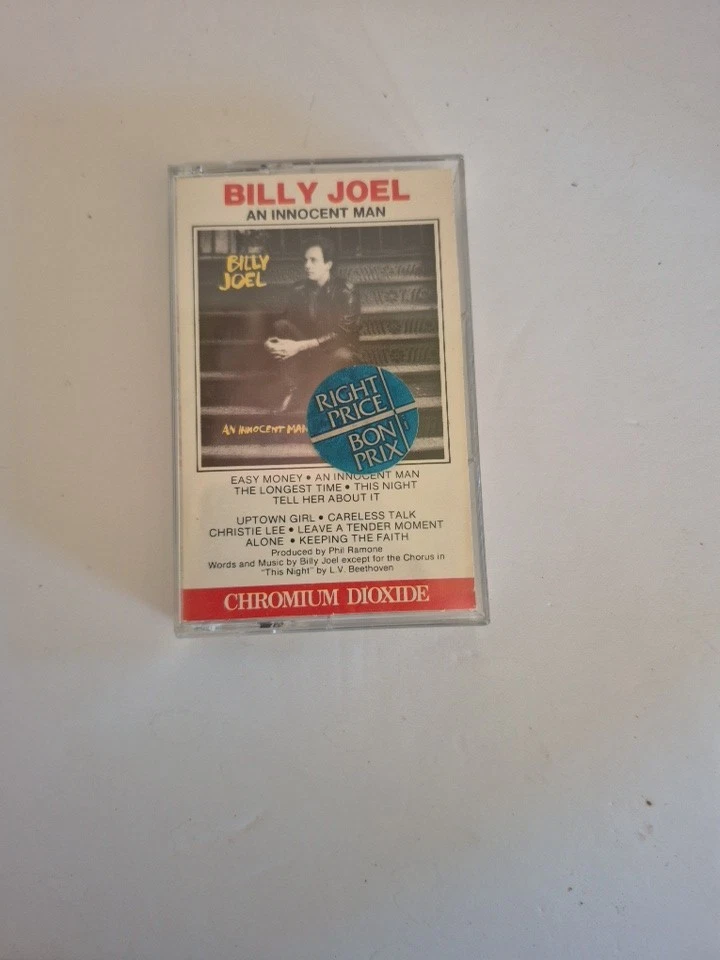 BILLY JOEL
AN INNOCENT MAN
BILLY
JOEL
AN INNOCENT MAN
RIGHT
PRICE
BON
PRIX
EASY MONEY • AN INNOCENT MAN
THE LONGEST TIME • THIS NIGHT
TELL HER ABOUT IT
UPTOWN GIRL • CARELESS TALK
CHRISTIE LEE • LEAVE A TENDER MOMENT
ALONE • KEEPING THE FAITH
Produced by Phil Ramone
Words and Music by Billy Joel except for the Chorus in
"This Night" by L.V. Beethoven
CHROMIUM DIOXIDE